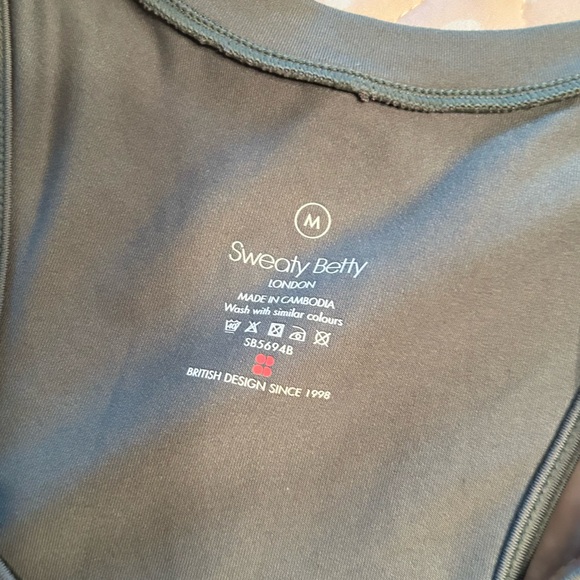 M
Sweaty Betty
LONDON
MADE IN CAMBODIA
Wash with similar colours
SB5694B
BRITISH DESIGN SINCE 1998